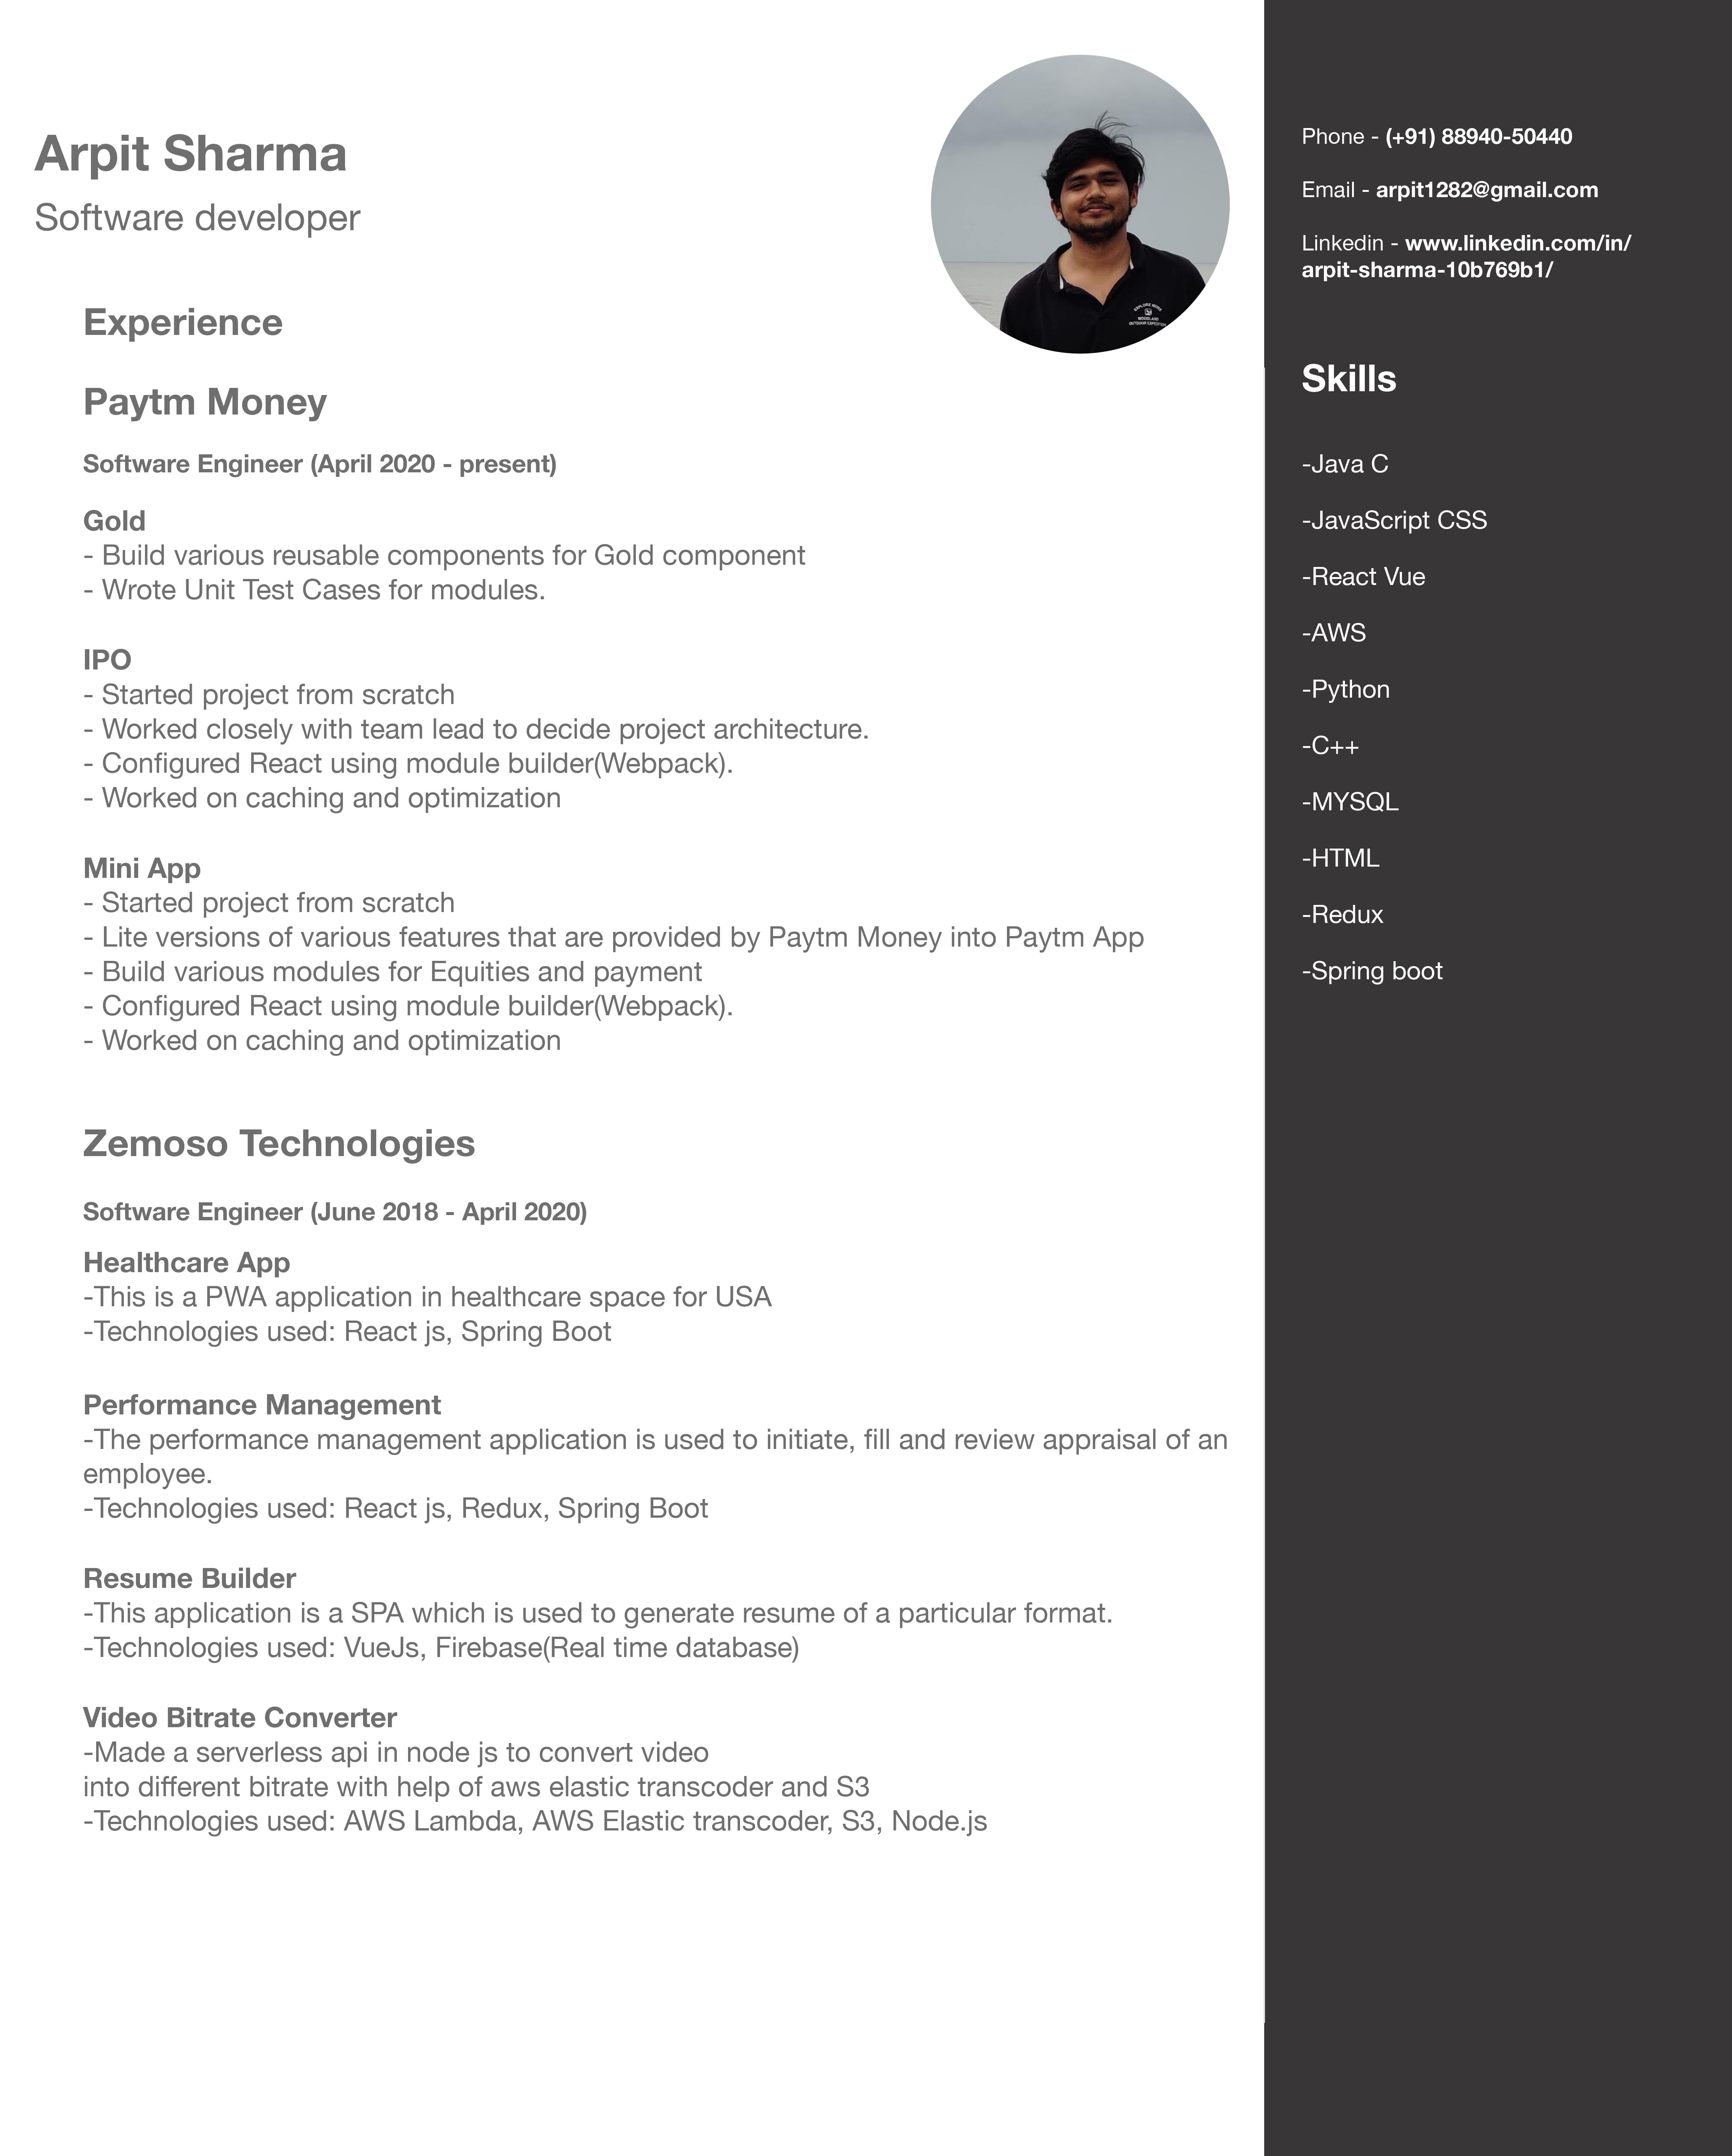 Arpit Sharma
Software developer
Experience
Paytm Money
Software Engineer (April 2020 - present)
Gold
- Build various reusable components for Gold component
- Wrote Unit Test Cases for modules.
IPO
- Started project from scratch
- Worked closely with team lead to decide project architecture.
- Configured React using module builder(Webpack).
- Worked on caching and optimization
Mini App
- Started project from scratch
- Lite versions of various features that are provided by Paytm Money into Paytm App
- Build various modules for Equities and payment
- Configured React using module builder(Webpack).
- Worked on caching and optimization
Zemoso Technologies
Software Engineer (June 2018 - April 2020)
Healthcare App
-This is a PWA application in healthcare space for USA
-Technologies used: React js, Spring Boot
Performance Management
-The performance management application is used to initiate, fill and review appraisal of an
employee.
-Technologies used: React js, Redux, Spring Boot
Resume Builder
-This application is a SPA which is used to generate resume of a particular format.
-Technologies used: VueJs, Firebase(Real time database)
Video Bitrate Converter
-Made a serverless api in node js to convert video
into different bitrate with help of aws elastic transcoder and S3
-Technologies used: AWS Lambda, AWS Elastic transcoder, S3, Node.js
EXPLORE MORE
WOODLAND
OUTDOOR EXPEDITION
Phone - (+91) 88940-50440
Email - arpit1282@gmail.com
Linkedin - www.linkedin.com/in/
arpit-sharma-10b769b1/
Skills
-Java C
-JavaScript CSS
-React Vue
-AWS
-Python
-C++
-MYSQL
-HTML
-Redux
-Spring boot